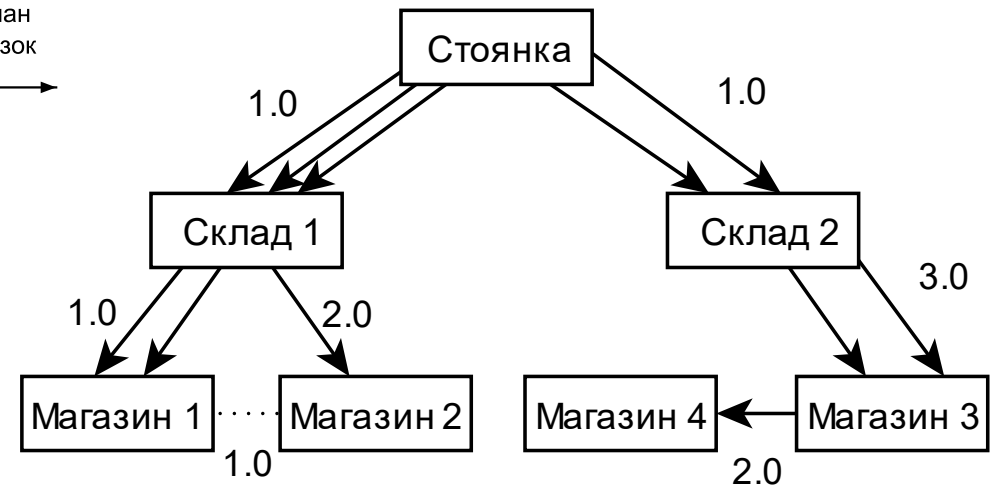 Стоянка
1.0
1.0
Склад 1
Склад 2
1.0
2.0
3.0
Магазин 1
Магазин 2
Магазин 4
Магазин 3
1.0
2.0